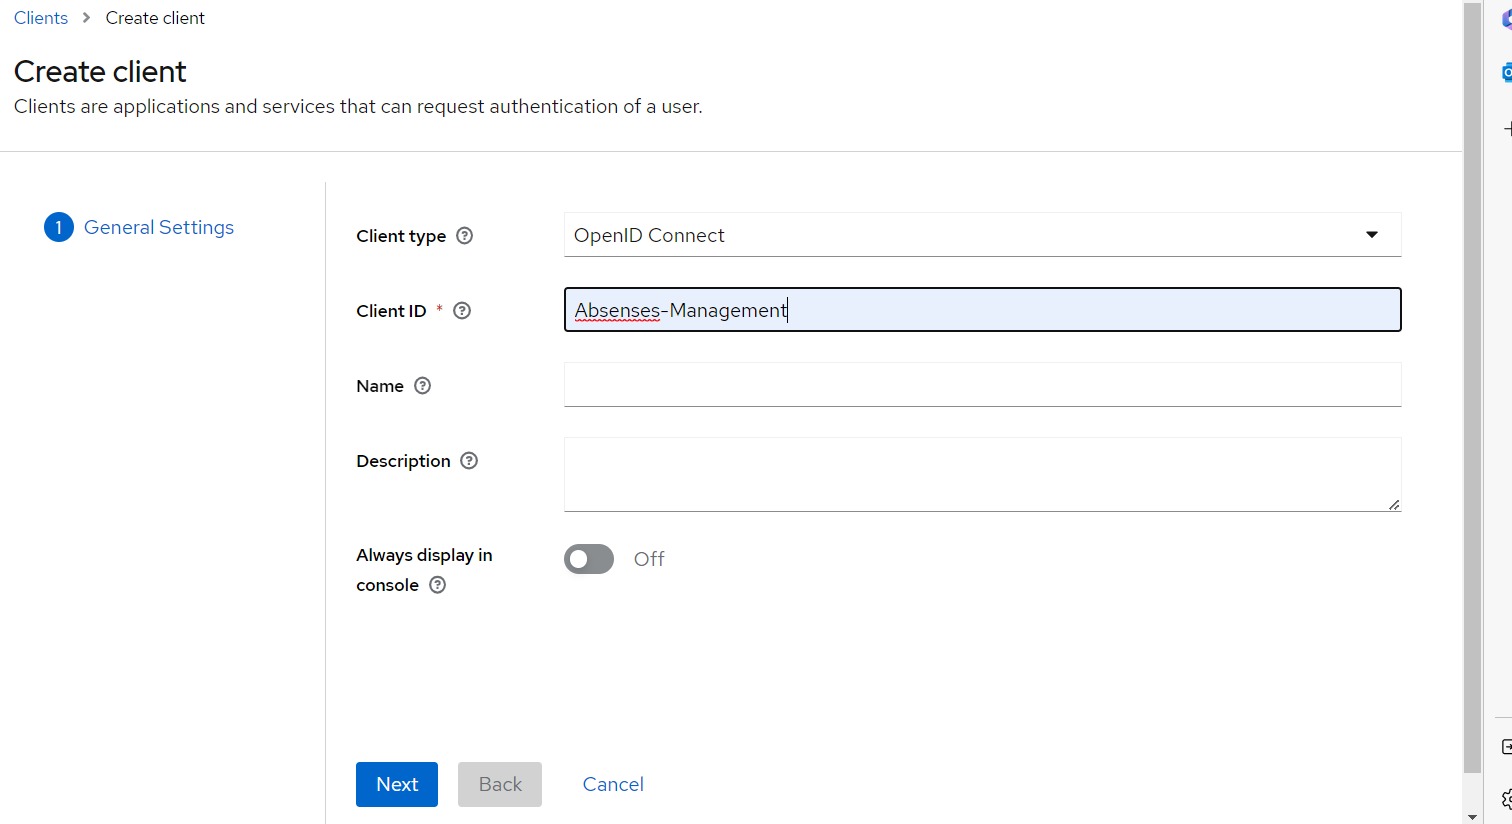 Clients > Create client
Create client
Clients are applications and services that can request authentication of a user.
1 General Settings
Client type ? OpenID Connect
Client ID * ? Absenses-Management
Name ?
Description ?
Always display in
console ?
Off
Next Back Cancel